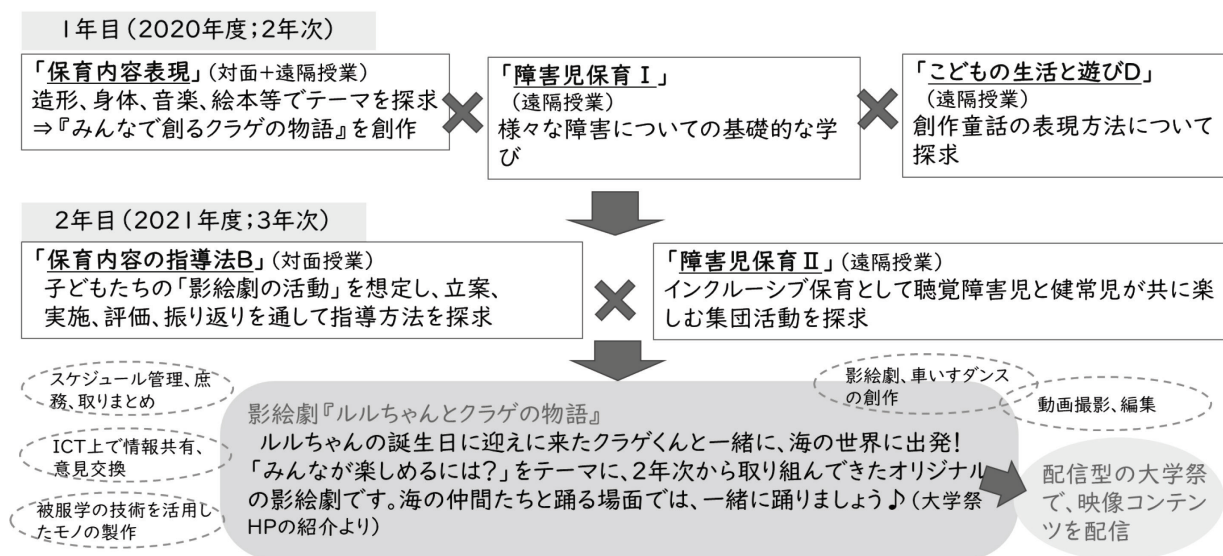 1年目(2020年度;2年次)
「保育内容表現」(対面+遠隔授業)
造形、身体、音楽、絵本等でテーマを探求
⇒『みんなで創るクラゲの物語』を創作
「障害児保育Ⅰ」
(遠隔授業)
様々な障害についての基礎的な学
び
「こどもの生活と遊びD」
(遠隔授業)
創作童話の表現方法について
探求
2年目(2021年度;3年次)
「保育内容の指導法B」(対面授業)
子どもたちの「影絵劇の活動」を想定し、立案、
実施、評価、振り返りを通して指導方法を探求
「障害児保育Ⅱ」(遠隔授業)
インクルーシブ保育として聴覚障害児と健常児が共に楽
しむ集団活動を探求
スケジュール管理、庶
務、取りまとめ
ICT上で情報共有、
意見交換
被服学の技術を活用し
たモノの製作
影絵劇、車いすダンス
の創作
動画撮影、編集
影絵劇『ルルちゃんとクラゲの物語』
ルルちゃんの誕生日に迎えに来たクラゲくんと一緒に、海の世界に出発!
「みんなが楽しめるには?」をテーマに、2年次から取り組んできたオリジナル
の影絵劇です。海の仲間たちと踊る場面では、一緒に踊りましょう♪(大学祭
HPの紹介より)
配信型の大学祭
で、映像コンテン
ツを配信